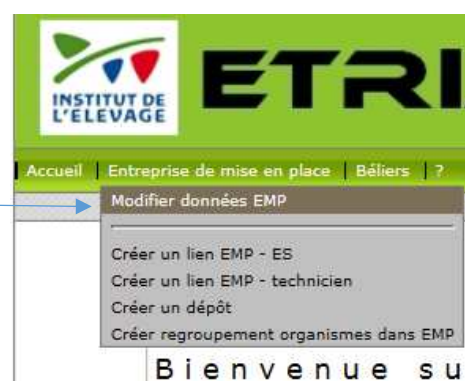 INSTITUT DE
L'ELEVAGE
ETRI
Accueil | Entreprise de mise en place | Béliers | ?
Modifier données EMP
Créer un lien EMP - ES
Créer un lien EMP - technicien
Créer un dépôt
Créer regroupement organismes dans EMP
Bienvenue su